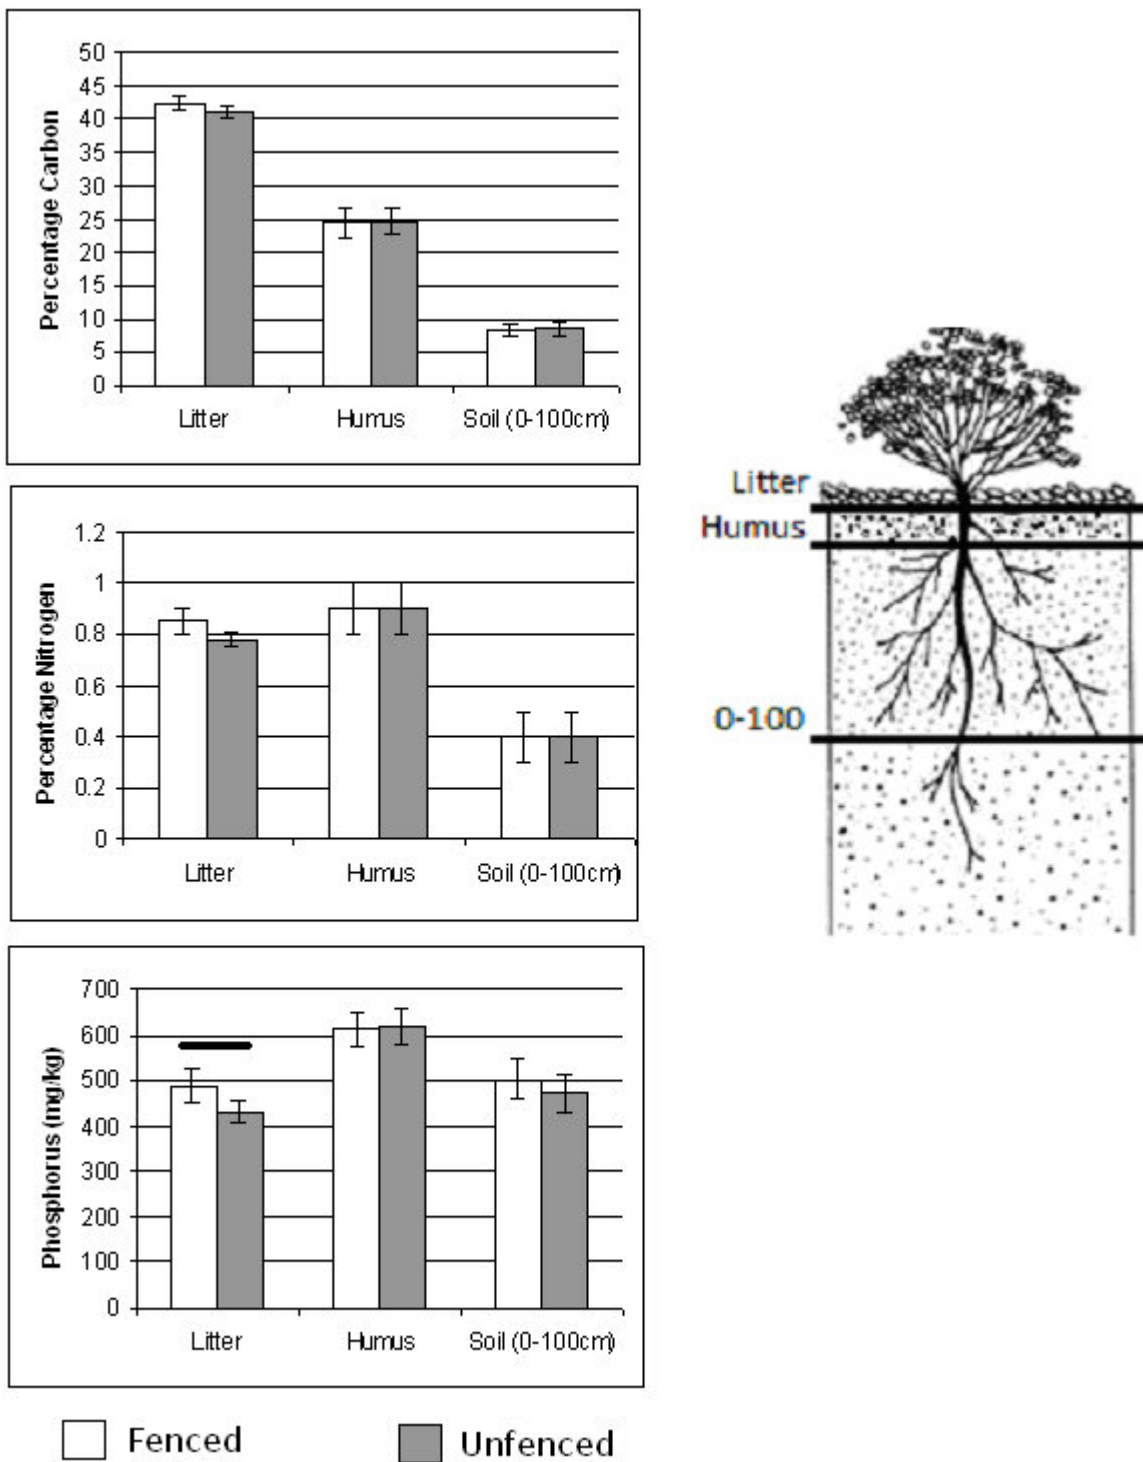 Percentage Carbon
50
45
40
35
30
25
20
15
10
5
0
Litter
Humus
Soil (0-100cm)
Percentage Nitrogen
1.2
1
0.8
0.6
0.4
0.2
0
Litter
Humus
Soil (0-100cm)
Phosphorus (mg/kg)
700
600
500
400
300
200
100
0
Litter
Humus
Soil (0-100cm)
Fenced
Unfenced
Litter
Humus
0-100